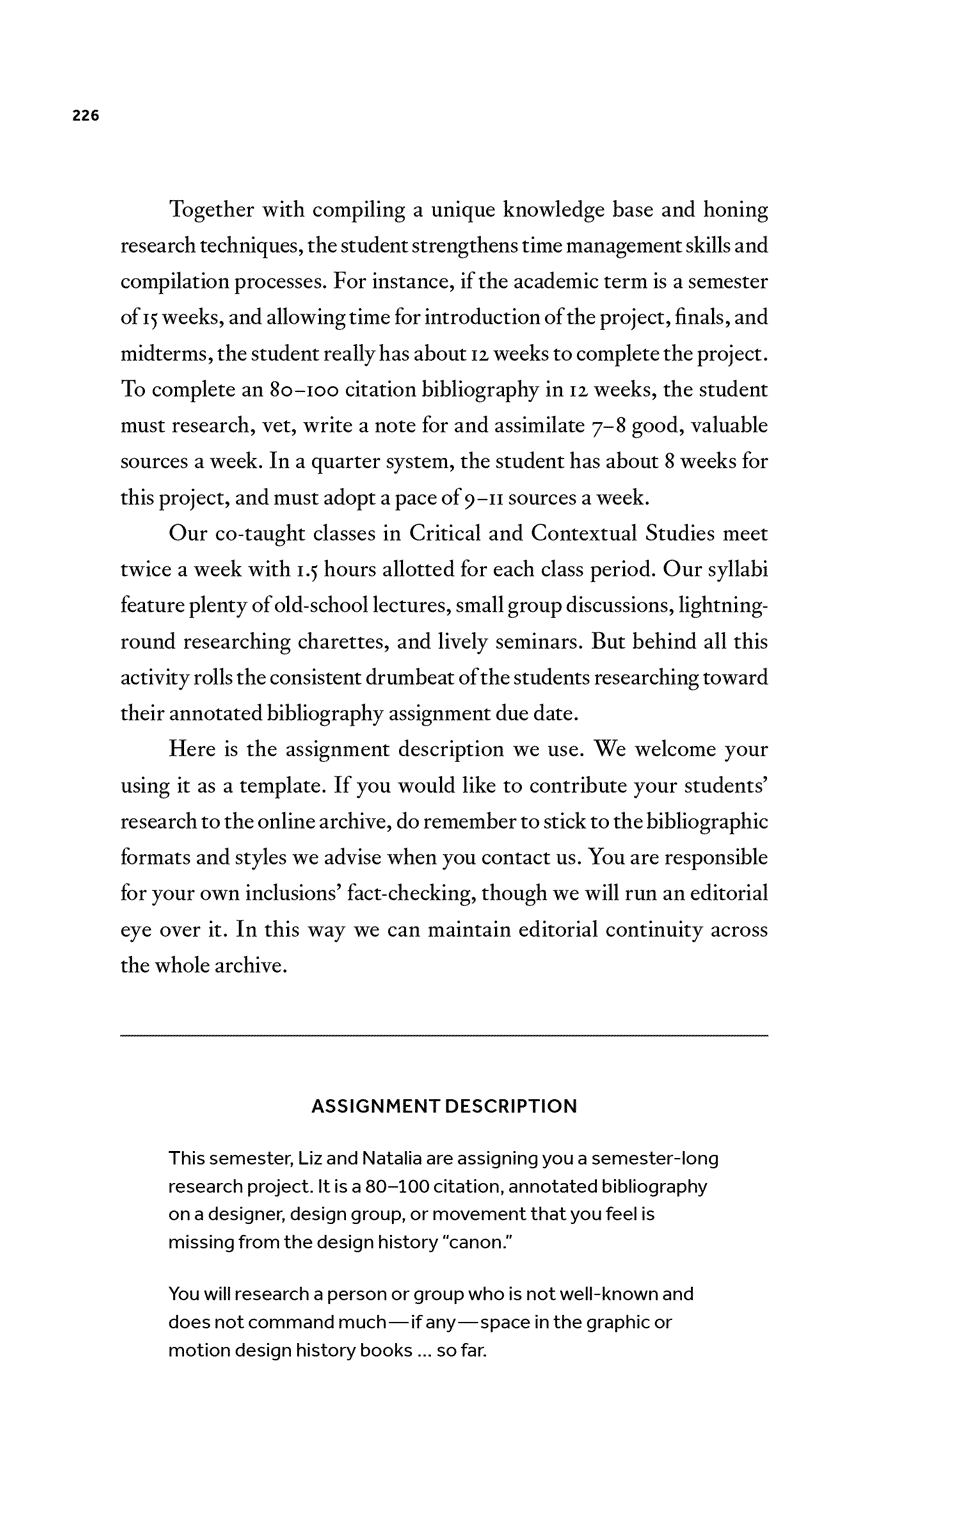 226
Together with compiling a unique knowledge base and honing
research techniques, the student strengthens time management skills and
compilation processes. For instance, if the academic term is a semester
of 15 weeks, and allowing time for introduction of the project, finals, and
midterms, the student really has about 12 weeks to complete the project.
To complete an 80–100 citation bibliography in 12 weeks, the student
must research, vet, write a note for and assimilate 7–8 good, valuable
sources a week. In a quarter system, the student has about 8 weeks for
this project, and must adopt a pace of 9–11 sources a week.
Our co-taught classes in Critical and Contextual Studies meet
twice a week with 1.5 hours allotted for each class period. Our syllabi
feature plenty of old-school lectures, small group discussions, lightning-
round researching charettes, and lively seminars. But behind all this
activity rolls the consistent drumbeat of the students researching toward
their annotated bibliography assignment due date.
Here is the assignment description we use. We welcome your
using it as a template. If you would like to contribute your students’
research to the online archive, do remember to stick to the bibliographic
formats and styles we advise when you contact us. You are responsible
for your own inclusions’ fact-checking, though we will run an editorial
eye over it. In this way we can maintain editorial continuity across
the whole archive.
ASSIGNMENT DESCRIPTION
This semester, Liz and Natalia are assigning you a semester-long
research project. It is a 80–100 citation, annotated bibliography
on a designer, design group, or movement that you feel is
missing from the design history “canon.”
You will research a person or group who is not well-known and
does not command much—if any—space in the graphic or
motion design history books ... so far.